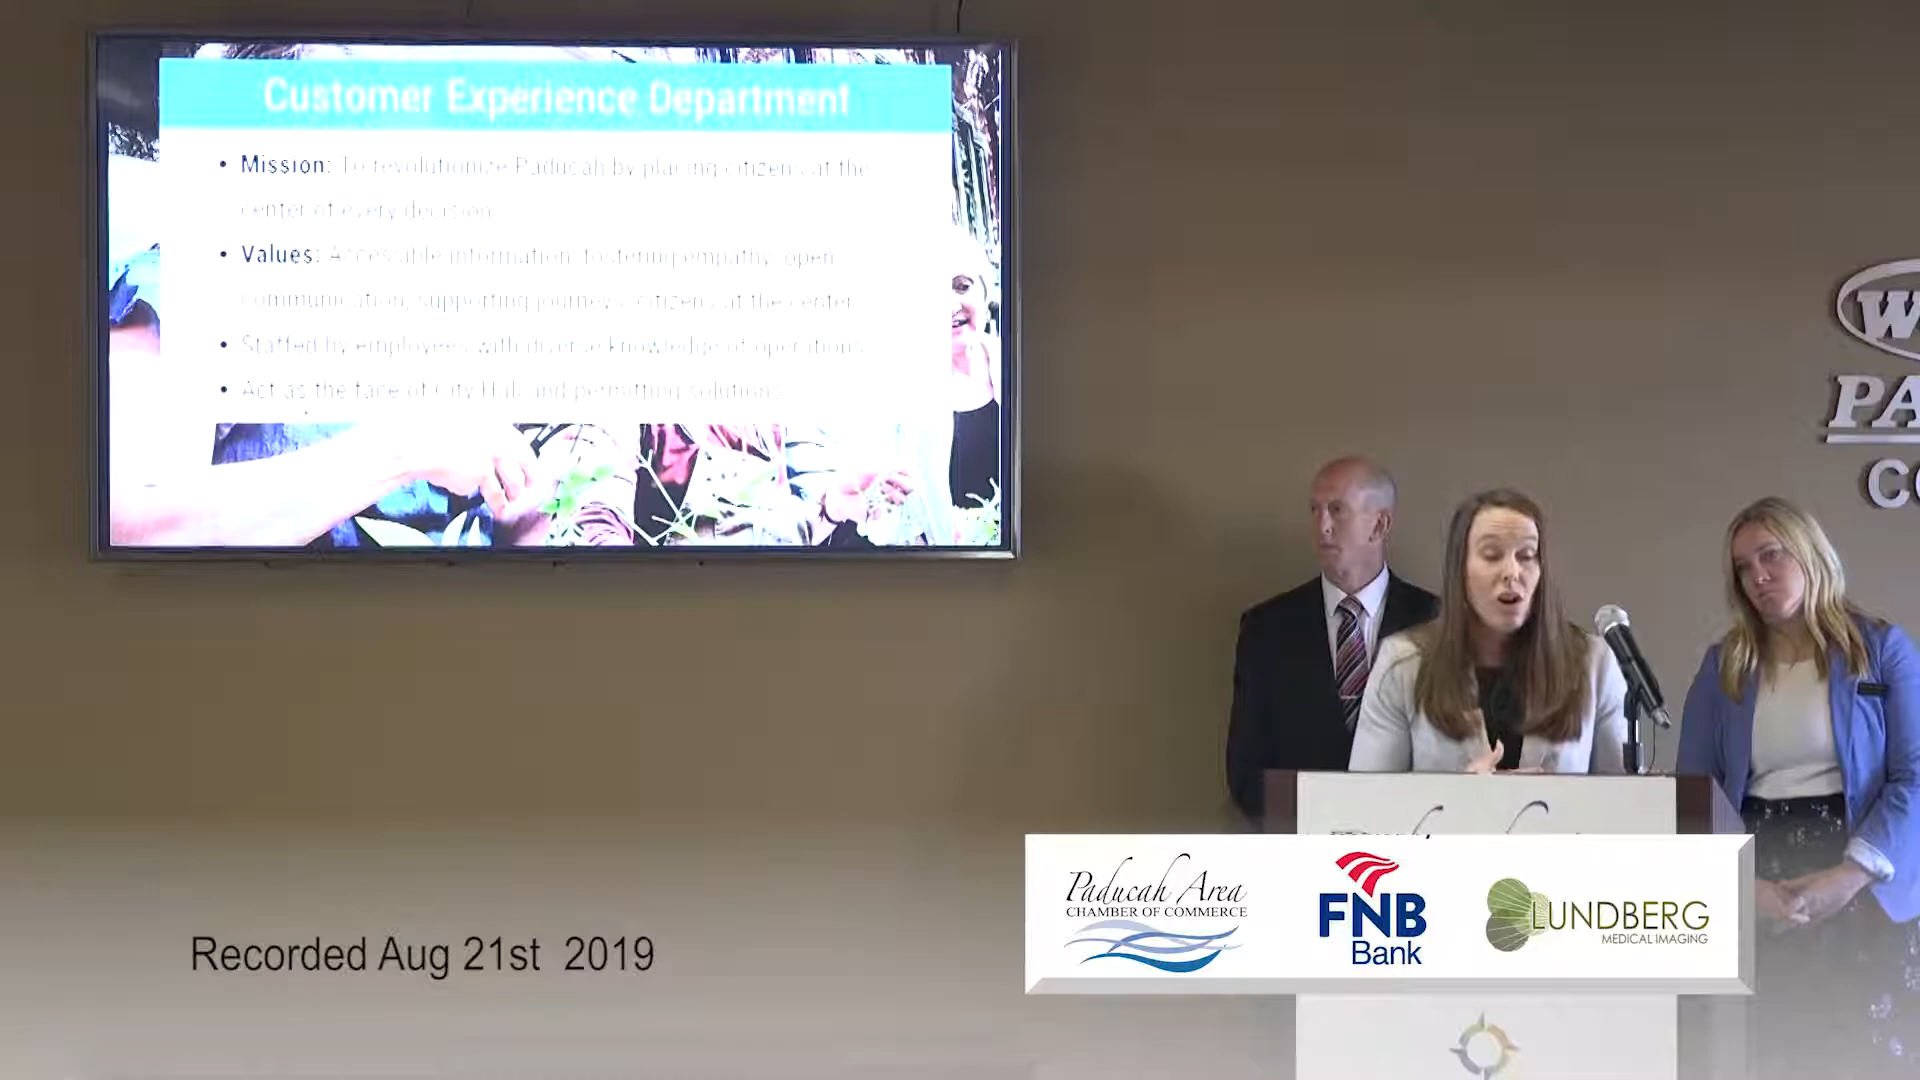 Customer Experience Department
• Mission: To revolutionize Paducah by placing citizens at the
center of every decision
• Values: Accessible information, fostering empathy, open
communication, supporting journeys, citizens at the center
• Staffed by employees with diverse knowledge of operations
• Act as the face of City Hall and permitting solutions
W
PA
CO
Paducah Area
CHAMBER OF COMMERCE
FNB
Bank
LUNDBERG
MEDICAL IMAGING
Recorded Aug 21st 2019